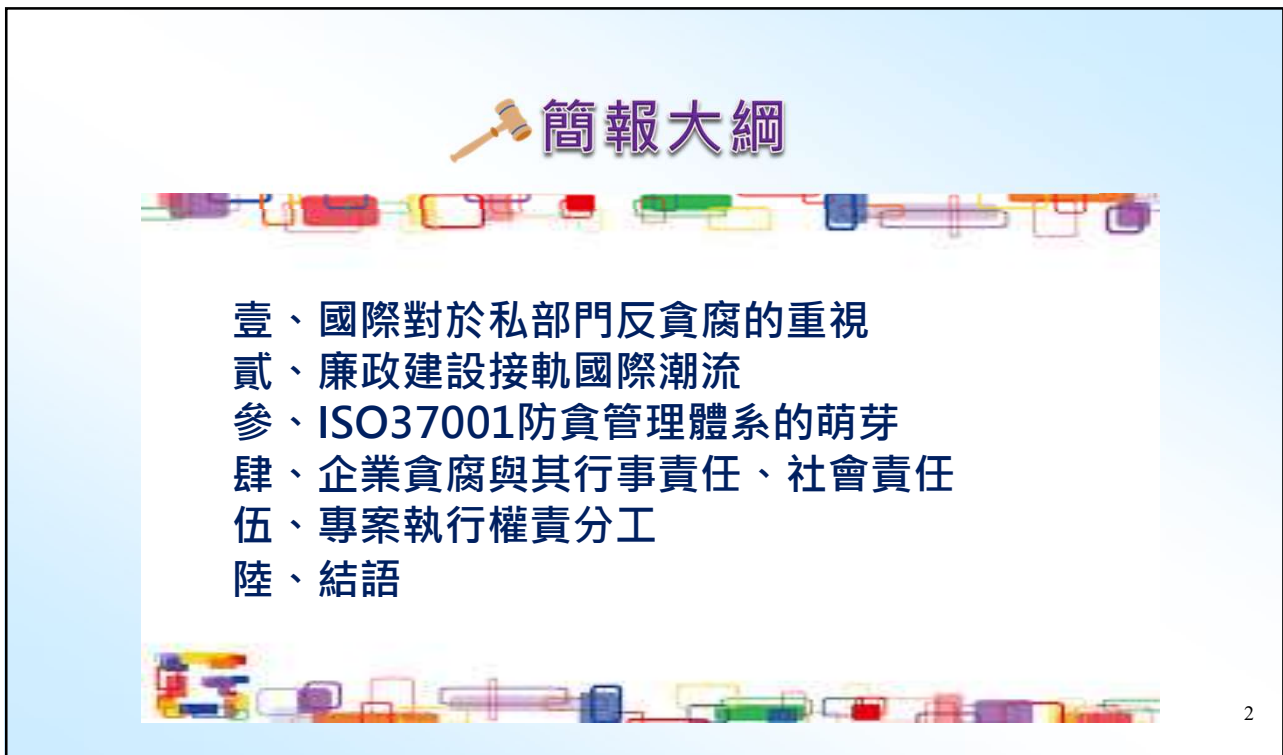 簡報大綱
壹、國際對於私部門反貪腐的重視
貳、廉政建設接軌國際潮流
參、ISO37001防貪管理體系的萌芽
肆、企業貪腐與其行事責任、社會責任
伍、專案執行權責分工
陸、結語
2